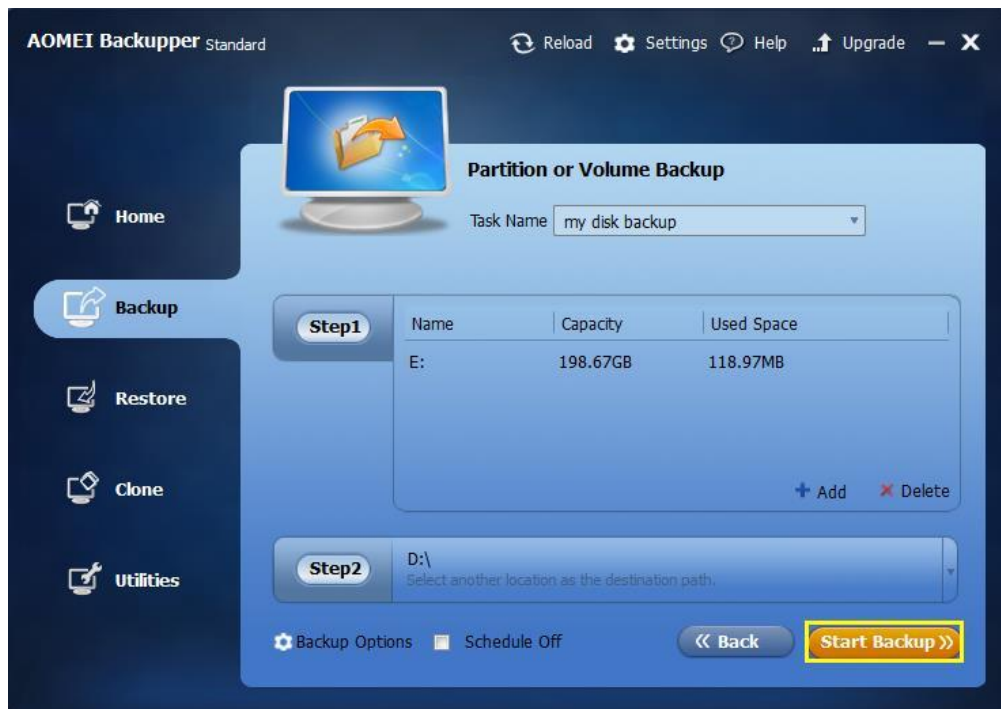 AOMEI Backupper Standard
Reload Settings Help Upgrade
Partition or Volume Backup
Task Name my disk backup
Home
Backup
Step1 Name Capacity Used Space
E: 198.67GB 118.97MB
Restore
Clone
Add Delete
Step2 D:\
Select another location as the destination path.
Utilities
Backup Options Schedule Off Back Start Backup